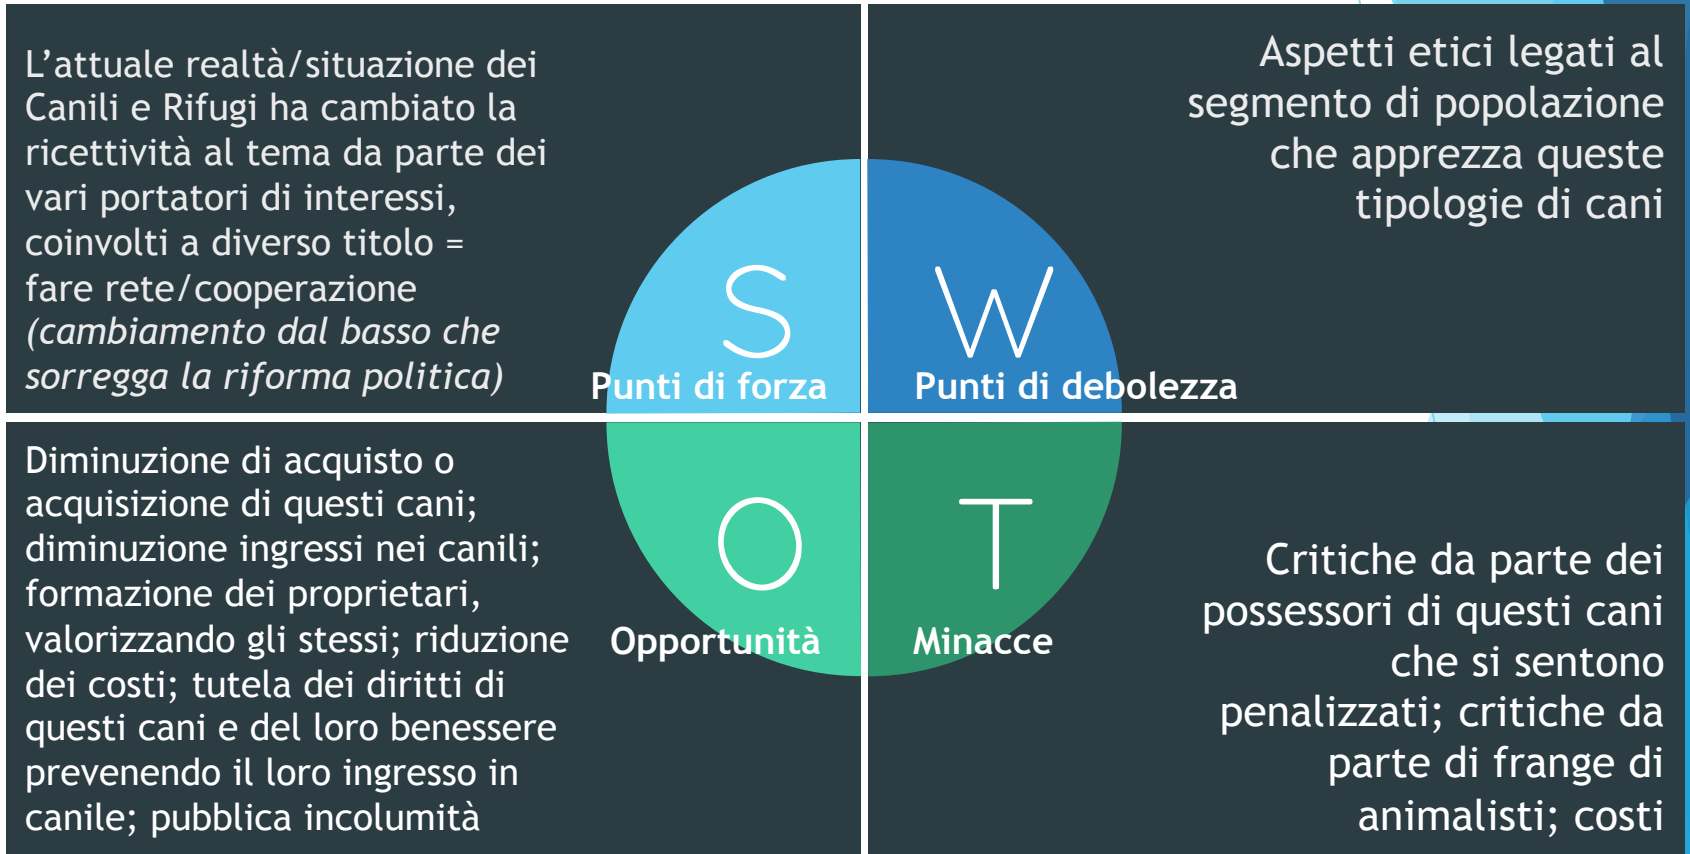 L’attuale realtà/situazione dei
Canili e Rifugi ha cambiato la
ricettività al tema da parte dei
vari portatori di interessi,
coinvolti a diverso titolo =
fare rete/cooperazione
(cambiamento dal basso che
sorregga la riforma politica)
S
Punti di forza
Aspetti etici legati al
segmento di popolazione
che apprezza queste
tipologie di cani
W
Punti di debolezza
Diminuzione di acquisto o
acquisizione di questi cani;
diminuzione ingressi nei canili;
formazione dei proprietari,
valorizzando gli stessi; riduzione
dei costi; tutela dei diritti di
questi cani e del loro benessere
prevenendo il loro ingresso in
canile; pubblica incolumità
O
Opportunità
T
Minacce
Critiche da parte dei
possessori di questi cani
che si sentono
penalizzati; critiche da
parte di frange di
animalisti; costi